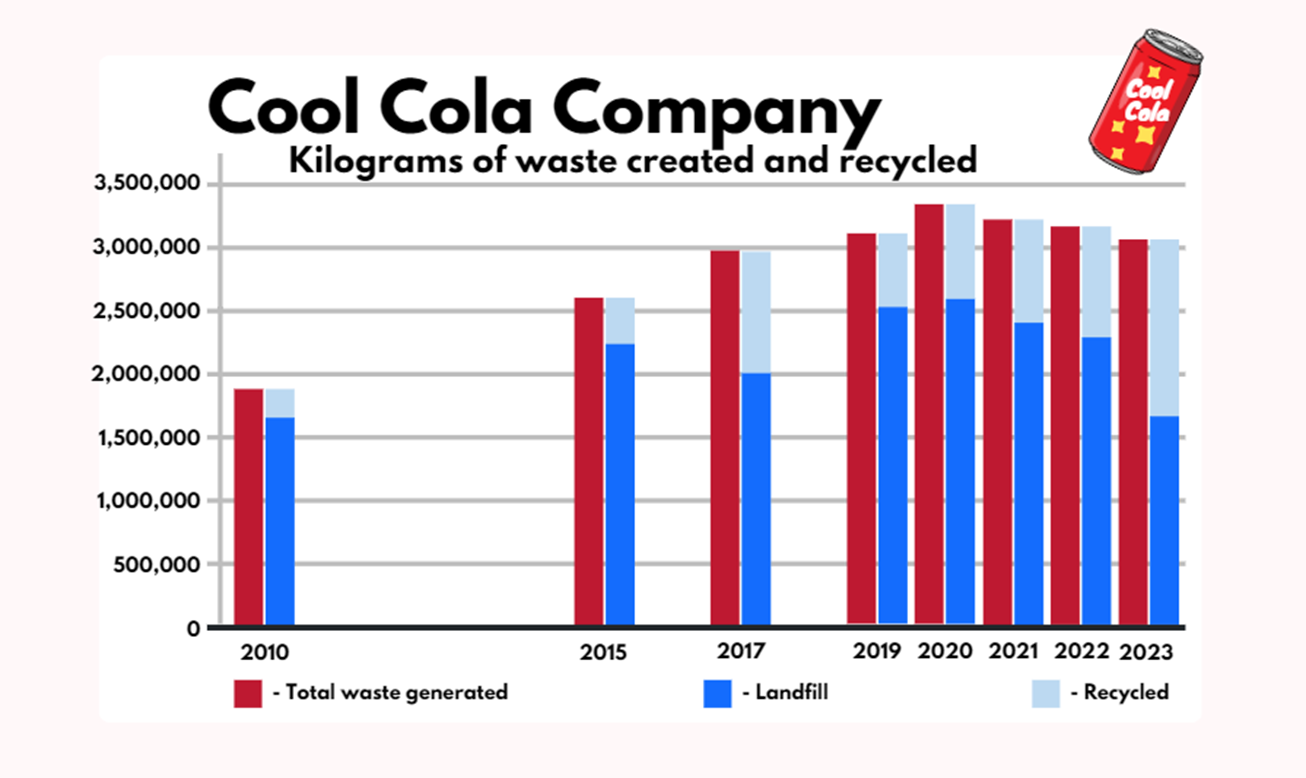 Cool Cola Company
Cool
Cola
Kilograms of waste created and recycled
3,500,000
3,000,000
2,500,000
2,000,000
1,500,000
1,000,000
500,000
0
2010 2015 2017 2019 2020 2021 2022 2023
- Total waste generated - Landfill - Recycled